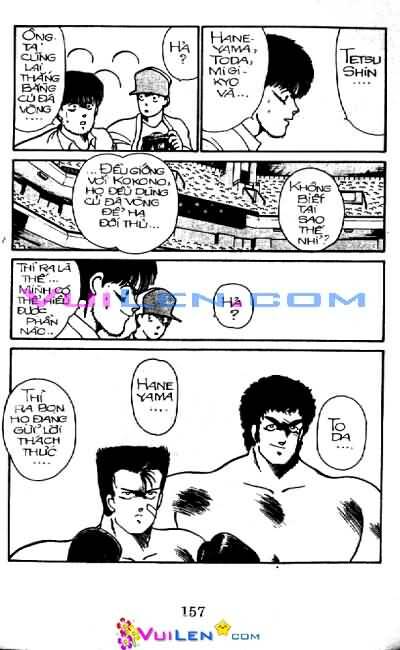 TETSU
SHIN....
HANE-
YAMA,
TODA,
MIGI-
KYO
VÀ...
HẢ
?
ÔNG
TA
CŨNG
LẠI
THẮNG
BẰNG
CÚ ĐÁ
VÒNG
....
KHÔNG
BIẾT
TẠI
SAO
THẾ
NHỈ?
...ĐỀU GIỐNG
VỚI KOKONO,
HỌ ĐỀU DÙNG
CÚ ĐÁ VÒNG
ĐỂ HẠ
ĐỐI THỦ...
HẢ
?
THÌ RA LÀ
THẾ...
MÌNH CÓ
THỂ HIỂU
ĐƯỢC
PHẦN
NÀO...
VUILEN.COM
TO
DA...
....
HANE
YAMA
....
THÌ
RA BỌN
HỌ ĐANG
GỬI LỜI
THÁCH
THỨC
....
157
VUILEN.COM